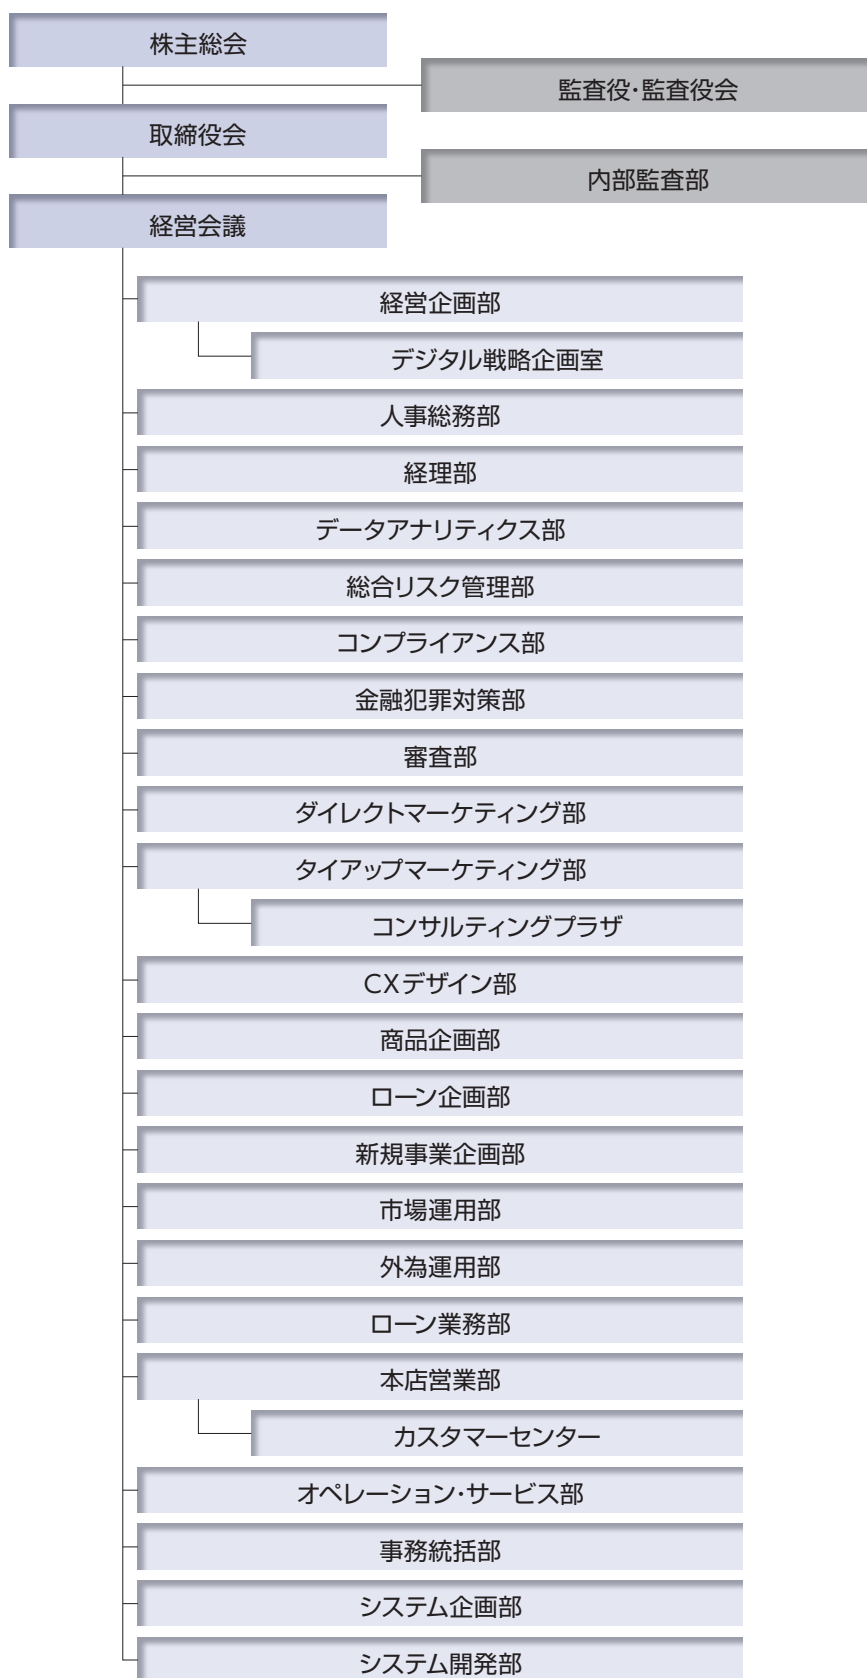 株主総会
監査役・監査役会
取締役会
内部監査部
経営会議
経営企画部
デジタル戦略企画室
人事総務部
経理部
データアナリティクス部
総合リスク管理部
コンプライアンス部
金融犯罪対策部
審査部
ダイレクトマーケティング部
タイアップマーケティング部
コンサルティングプラザ
CXデザイン部
商品企画部
ローン企画部
新規事業企画部
市場運用部
外為運用部
ローン業務部
本店営業部
カスタマーセンター
オペレーション・サービス部
事務統括部
システム企画部
システム開発部